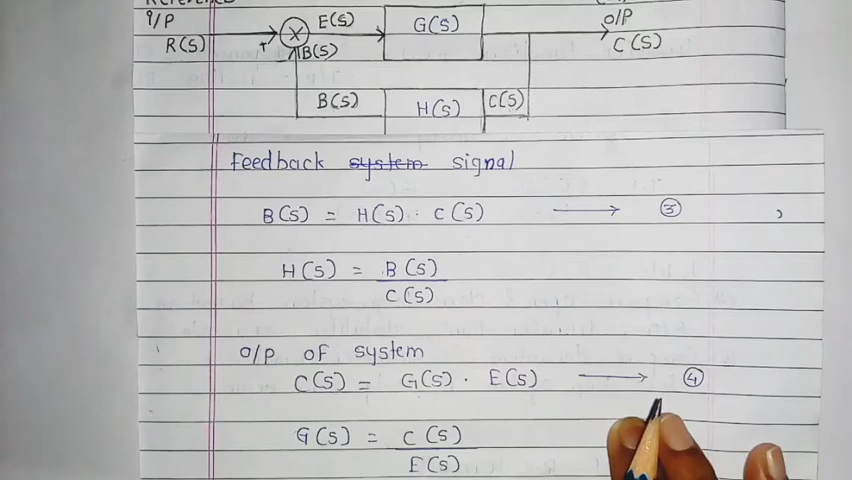 I/P E(S) G(S) O/P
R(S) + B(S) C(S)
B(S) H(S) C(S)
Feedback system signal
B(S) = H(S) . C(S) → ③ ,
H(S) = B(S)
C(S)
O/P OF system
C(S) = G(S) . E(S) → ④
G(S) = C(S)
E(S)